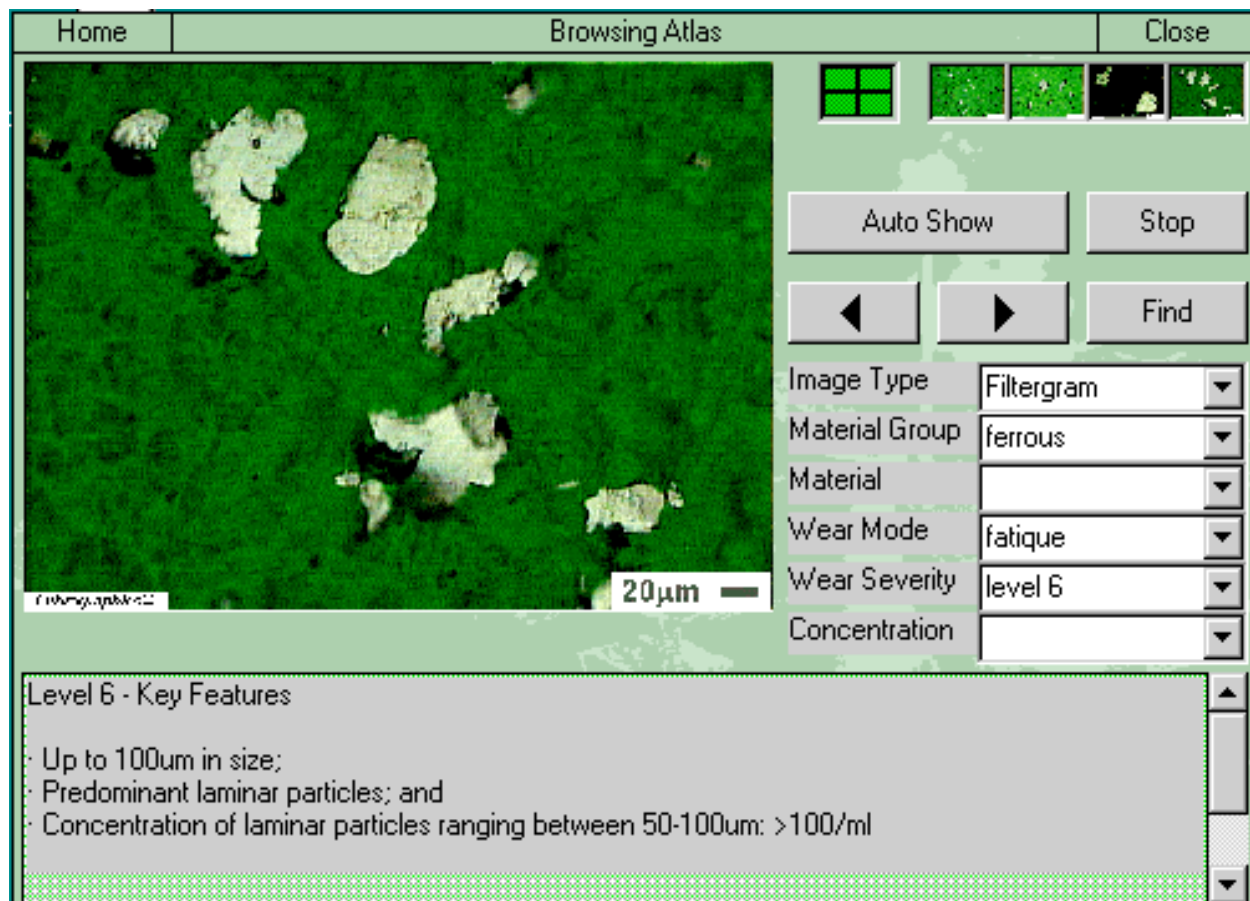 Home
Browsing Atlas
Close
Auto Show
Stop
Find
Image Type
Filtergram
Material Group
ferrous
Material
Wear Mode
fatique
Wear Severity
level 6
Concentration
20µm
Level 6 - Key Features
· Up to 100um in size;
· Predominant laminar particles; and
· Concentration of laminar particles ranging between 50-100um: >100/ml